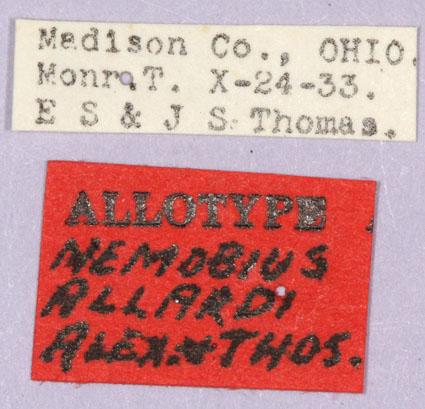 Madison Co., OHIO.
Monr.T. X-24-33.
E S & J S Thomas.
ALLOTYPE
NEMOBIUS
ALLARDI
ALEX. & THOS.